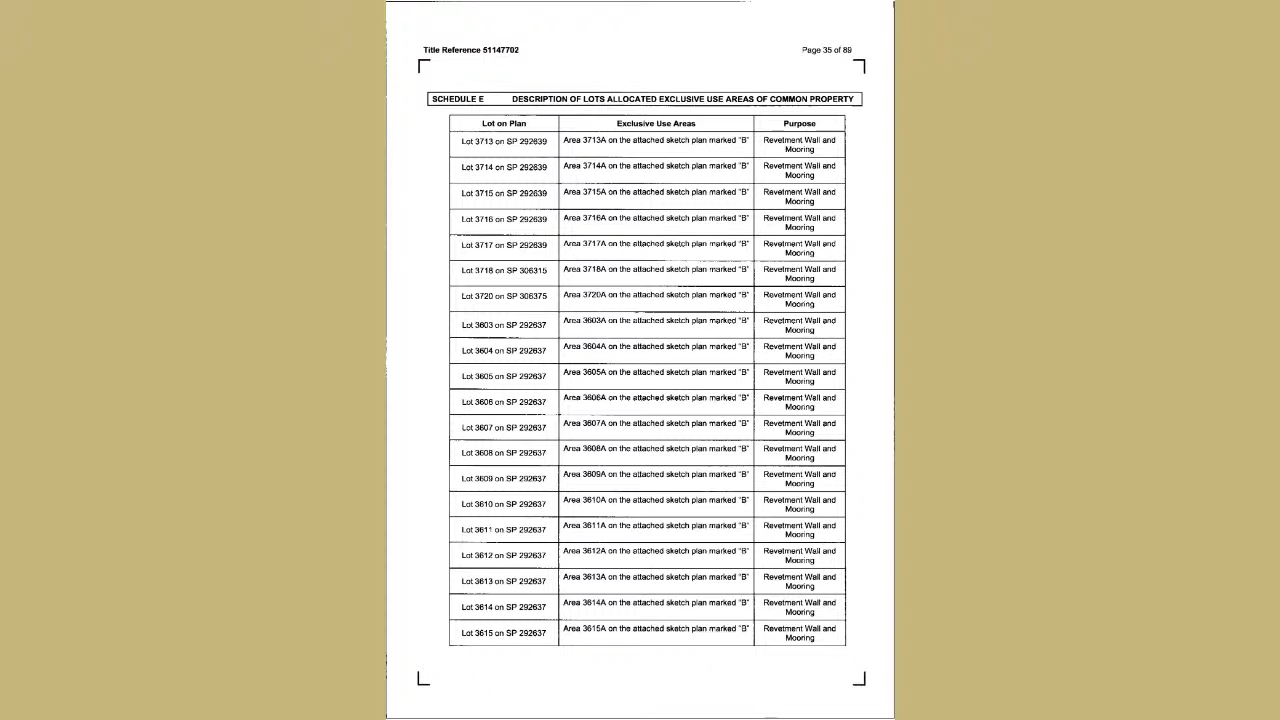 Title Reference 51147702 Page 35 of 89
SCHEDULE E DESCRIPTION OF LOTS ALLOCATED EXCLUSIVE USE AREAS OF COMMON PROPERTY
Lot on Plan Exclusive Use Areas Purpose
Lot 3713 on SP 292639 Area 3713A on the attached sketch plan marked "B" Revetment Wall and
Mooring
Lot 3714 on SP 292639 Area 3714A on the attached sketch plan marked "B" Revetment Wall and
Mooring
Lot 3715 on SP 292639 Area 3715A on the attached sketch plan marked "B" Revetment Wall and
Mooring
Lot 3716 on SP 292639 Area 3716A on the attached sketch plan marked "B" Revetment Wall and
Mooring
Lot 3717 on SP 292639 Area 3717A on the attached sketch plan marked "B" Revetment Wall and
Mooring
Lot 3718 on SP 306315 Area 3718A on the attached sketch plan marked "B" Revetment Wall and
Mooring
Lot 3720 on SP 306375 Area 3720A on the attached sketch plan marked "B" Revetment Wall and
Mooring
Lot 3603 on SP 292637 Area 3603A on the attached sketch plan marked "B" Revetment Wall and
Mooring
Lot 3604 on SP 292637 Area 3604A on the attached sketch plan marked "B" Revetment Wall and
Mooring
Lot 3605 on SP 292637 Area 3605A on the attached sketch plan marked "B" Revetment Wall and
Mooring
Lot 3606 on SP 292637 Area 3606A on the attached sketch plan marked "B" Revetment Wall and
Mooring
Lot 3607 on SP 292637 Area 3607A on the attached sketch plan marked "B" Revetment Wall and
Mooring
Lot 3608 on SP 292637 Area 3608A on the attached sketch plan marked "B" Revetment Wall and
Mooring
Lot 3609 on SP 292637 Area 3609A on the attached sketch plan marked "B" Revetment Wall and
Mooring
Lot 3610 on SP 292637 Area 3610A on the attached sketch plan marked "B" Revetment Wall and
Mooring
Lot 3611 on SP 292637 Area 3611A on the attached sketch plan marked "B" Revetment Wall and
Mooring
Lot 3612 on SP 292637 Area 3612A on the attached sketch plan marked "B" Revetment Wall and
Mooring
Lot 3613 on SP 292637 Area 3613A on the attached sketch plan marked "B" Revetment Wall and
Mooring
Lot 3614 on SP 292637 Area 3614A on the attached sketch plan marked "B" Revetment Wall and
Mooring
Lot 3615 on SP 292637 Area 3615A on the attached sketch plan marked "B" Revetment Wall and
Mooring